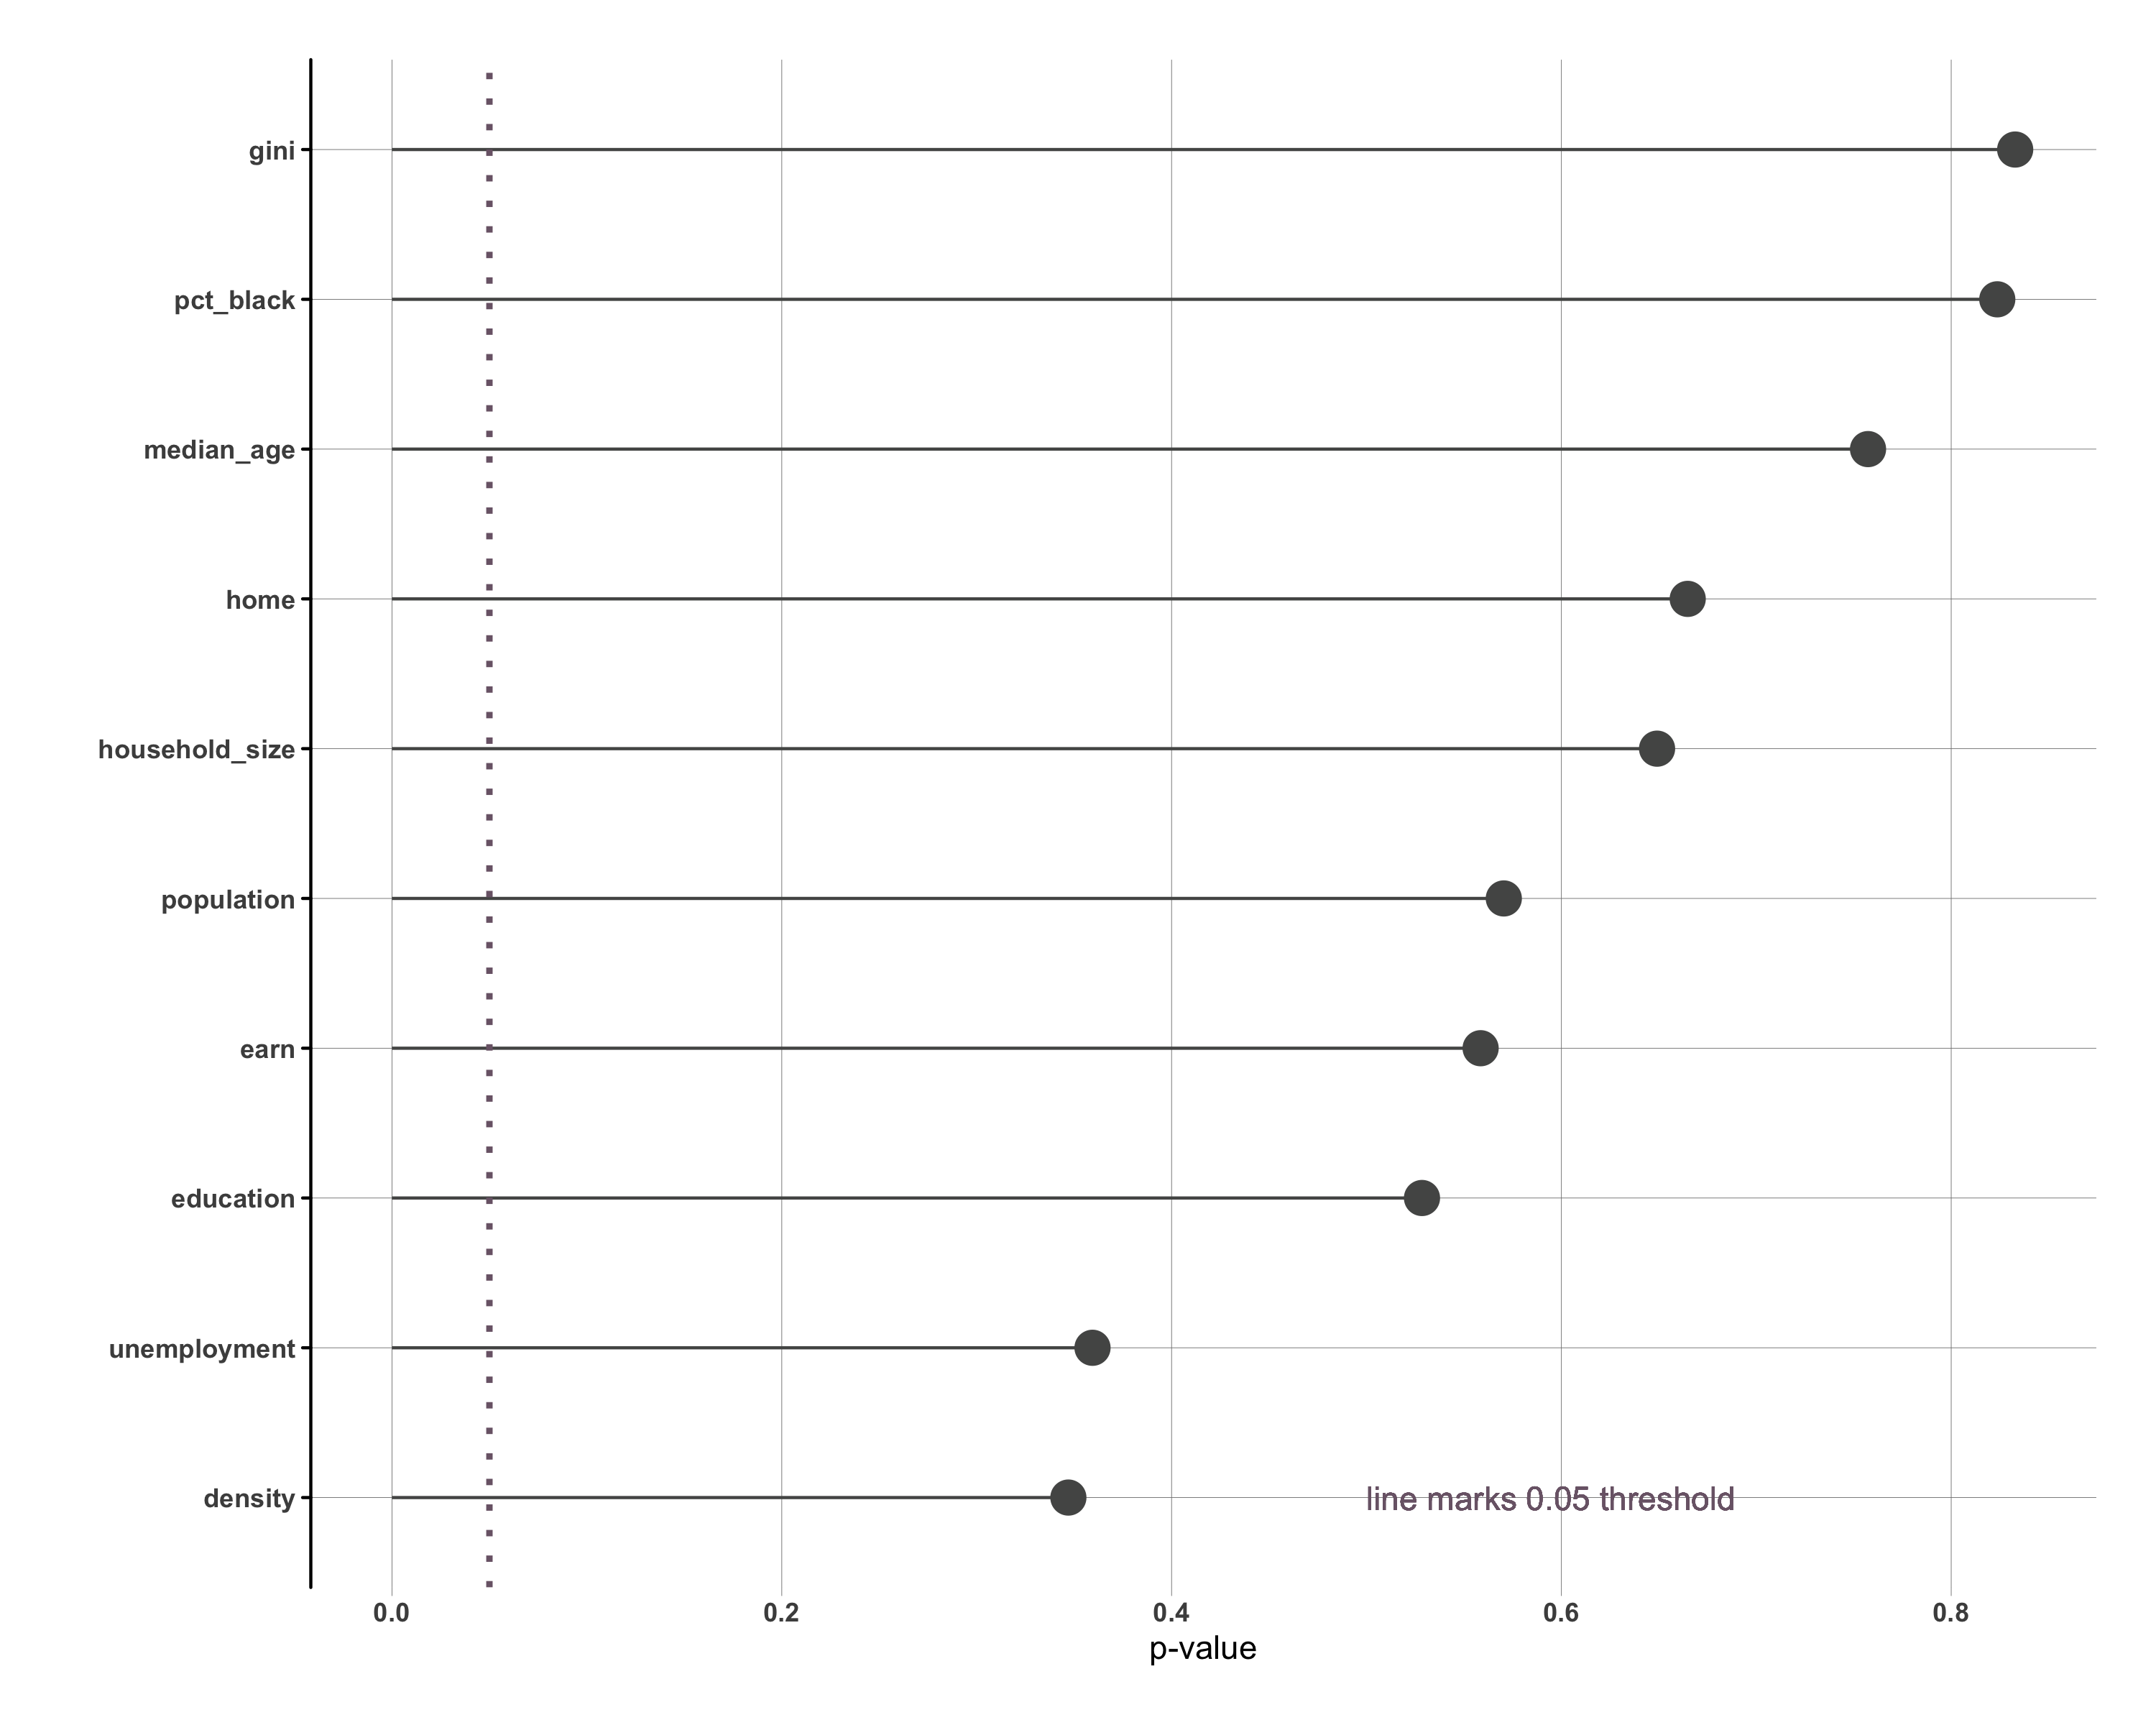 gini
pct_black
median_age
home
household_size
population
earn
education
unemployment
density
line marks 0.05 threshold
0.0 0.2 0.4 0.6 0.8
p-value